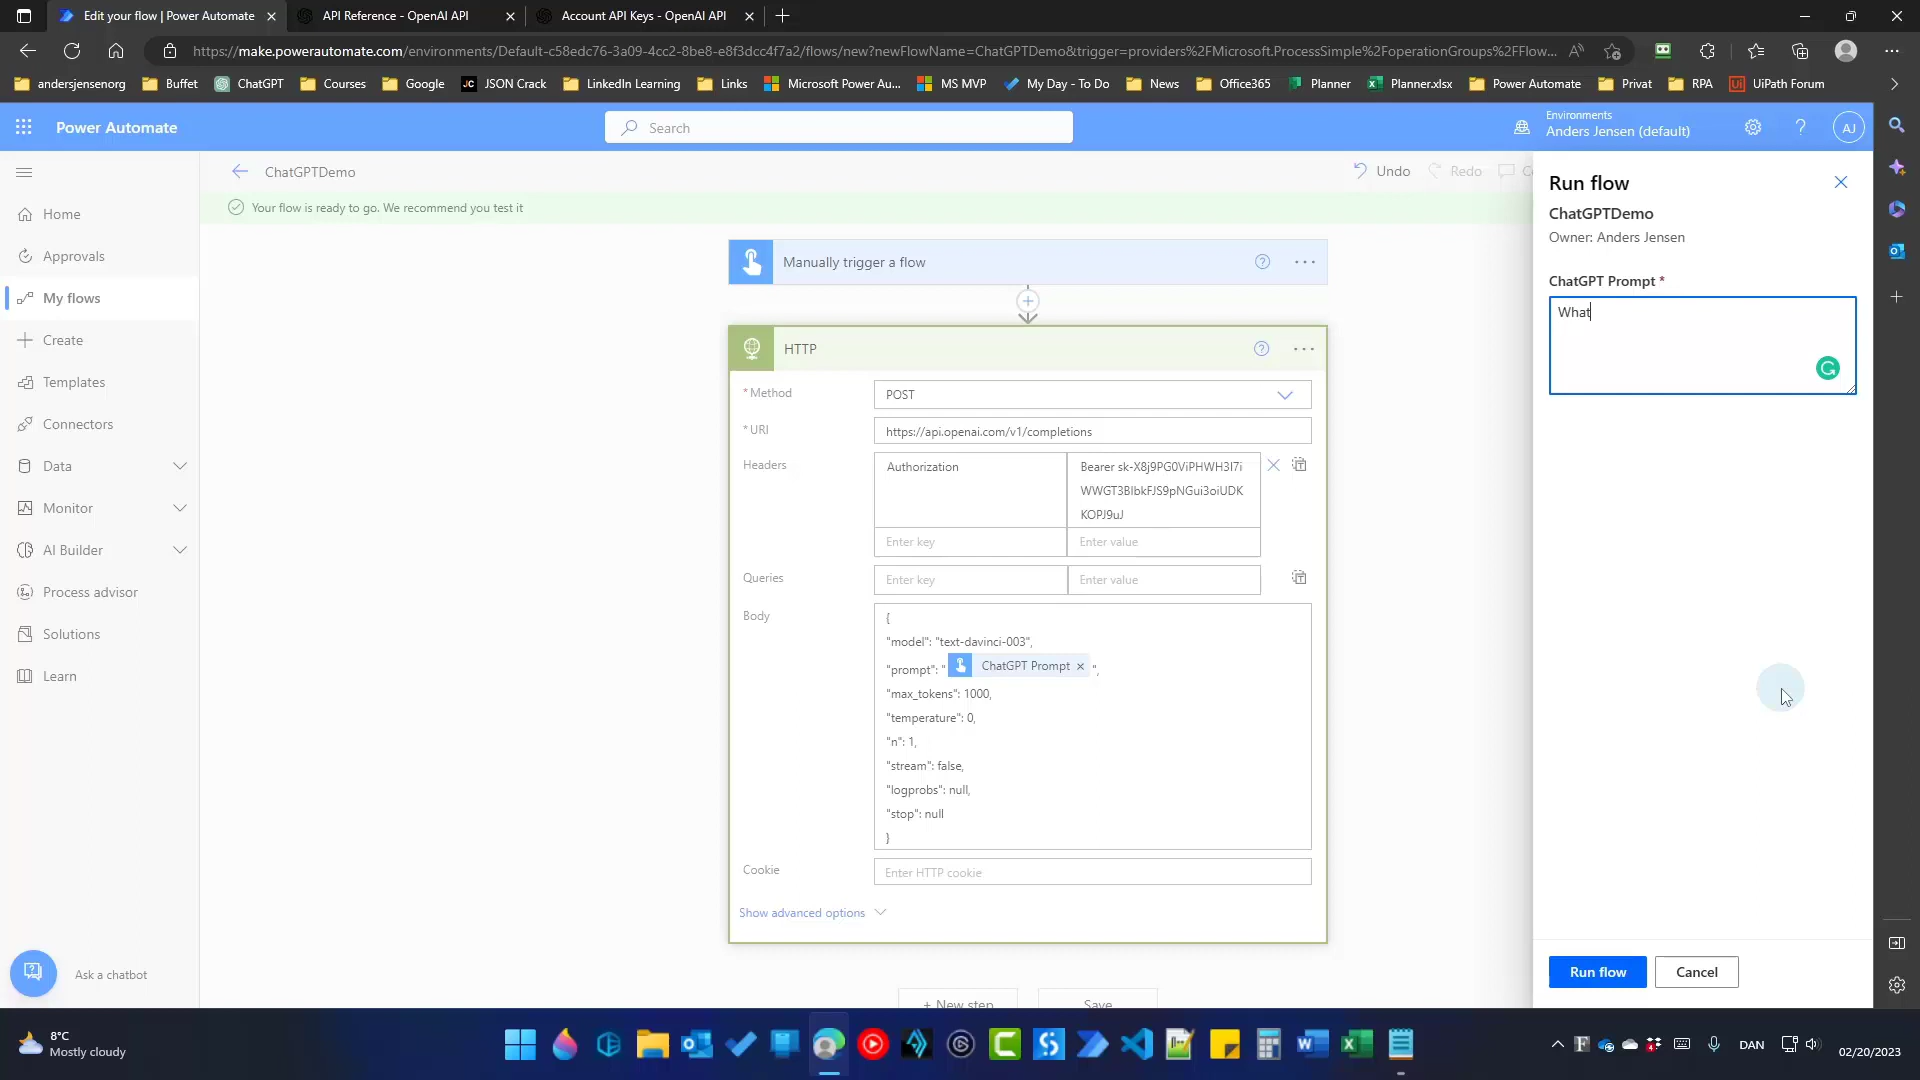 Edit your flow | Power Automate
API Reference - OpenAI API
Account API Keys - OpenAI API
https://make.powerautomate.com/environments/Default-c58edc76-3a09-4cc2-8be8-e8f3dcc4f7a2/flows/new?newFlowName=ChatGPTDemo&trigger=providers%2FMicrosoft.ProcessSimple%2FoperationGroups%2FFlow...
andersjensenorg
Buffet
ChatGPT
Courses
Google
JC JSON Crack
LinkedIn Learning
Links
Microsoft Power Au...
MS MVP
My Day - To Do
News
Office365
Planner
Planner.xlsx
Power Automate
Privat
RPA
Ui UiPath Forum
Power Automate
Search
Environments
Anders Jensen (default)
?
AJ
ChatGPTDemo
Undo
Redo
Your flow is ready to go. We recommend you test it
Home
Approvals
My flows
Create
Templates
Connectors
Data
Monitor
AI Builder
Process advisor
Solutions
Learn
Ask a chatbot
Manually trigger a flow
HTTP
* Method
POST
* URI
https://api.openai.com/v1/completions
Headers
Authorization
Bearer sk-X8j9PG0ViPHWH3I7i
WWGT3BlbkFJS9pNGui3oiUDK
KOPJ9uJ
Enter key
Enter value
Queries
Enter key
Enter value
Body
{
"model": "text-davinci-003",
"prompt": " ChatGPT Prompt × ",
"max_tokens": 1000,
"temperature": 0,
"n": 1,
"stream": false,
"logprobs": null,
"stop": null
}
Cookie
Enter HTTP cookie
Show advanced options
+ New step
Save
Run flow
ChatGPTDemo
Owner: Anders Jensen
ChatGPT Prompt *
What
Run flow
Cancel
8°C
Mostly cloudy
DAN
02/20/2023